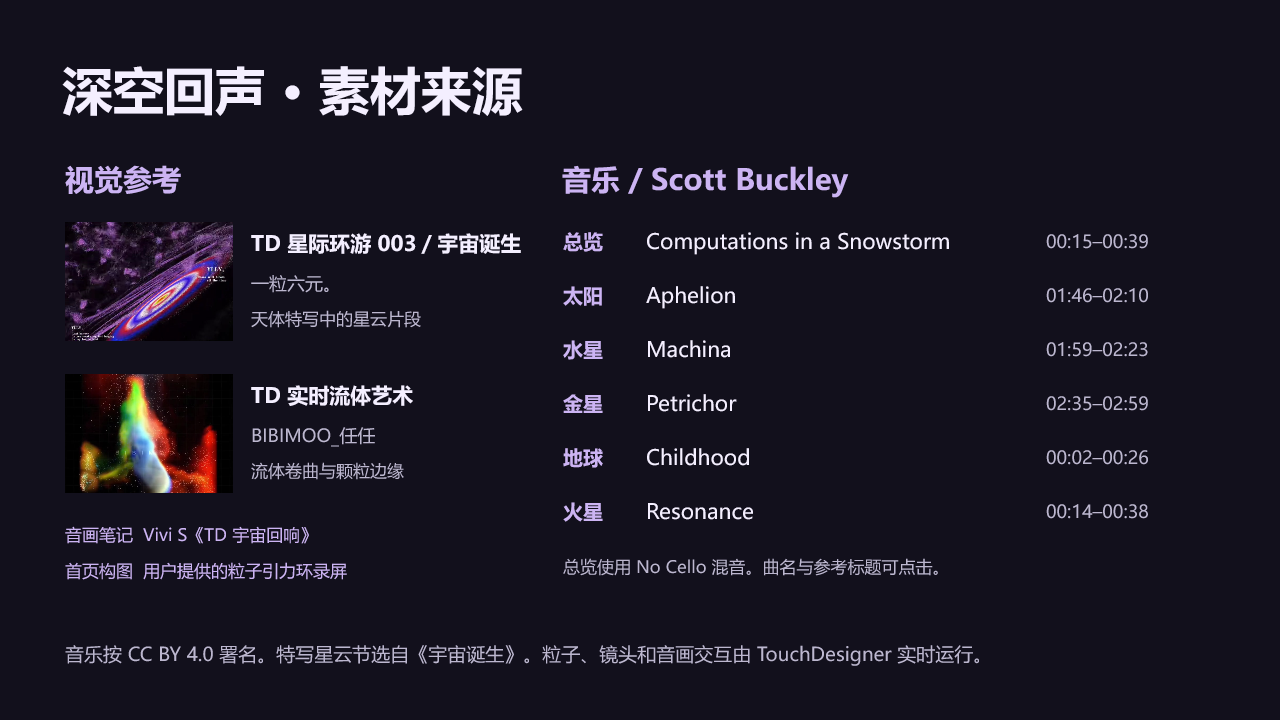 深空回声 · 素材来源
视觉参考
TD 星际环游 003 / 宇宙诞生
一粒六元。
天体特写中的星云片段
TD 实时流体艺术
BIBIMOO_任任
流体卷曲与颗粒边缘
音画笔记 Vivi S《TD 宇宙回响》
首页构图 用户提供的粒子引力环录屏
音乐 / Scott Buckley
总览 Computations in a Snowstorm 00:15–00:39
太阳 Aphelion 01:46–02:10
水星 Machina 01:59–02:23
金星 Petrichor 02:35–02:59
地球 Childhood 00:02–00:26
火星 Resonance 00:14–00:38
总览使用 No Cello 混音。曲名与参考标题可点击。
音乐按 CC BY 4.0 署名。特写星云节选自《宇宙诞生》。粒子、镜头和音画交互由 TouchDesigner 实时运行。